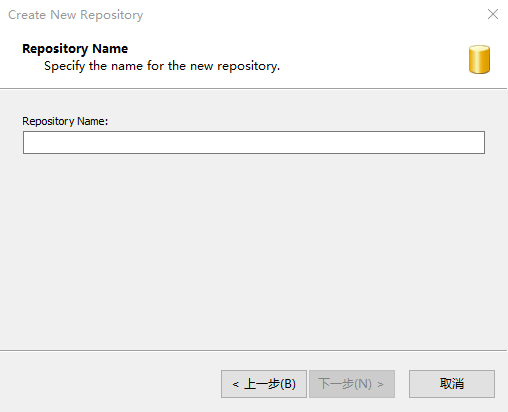 Create New Repository
Repository Name
Specify the name for the new repository.
Repository Name:
< 上一步(B)
下一步(N) >
取消